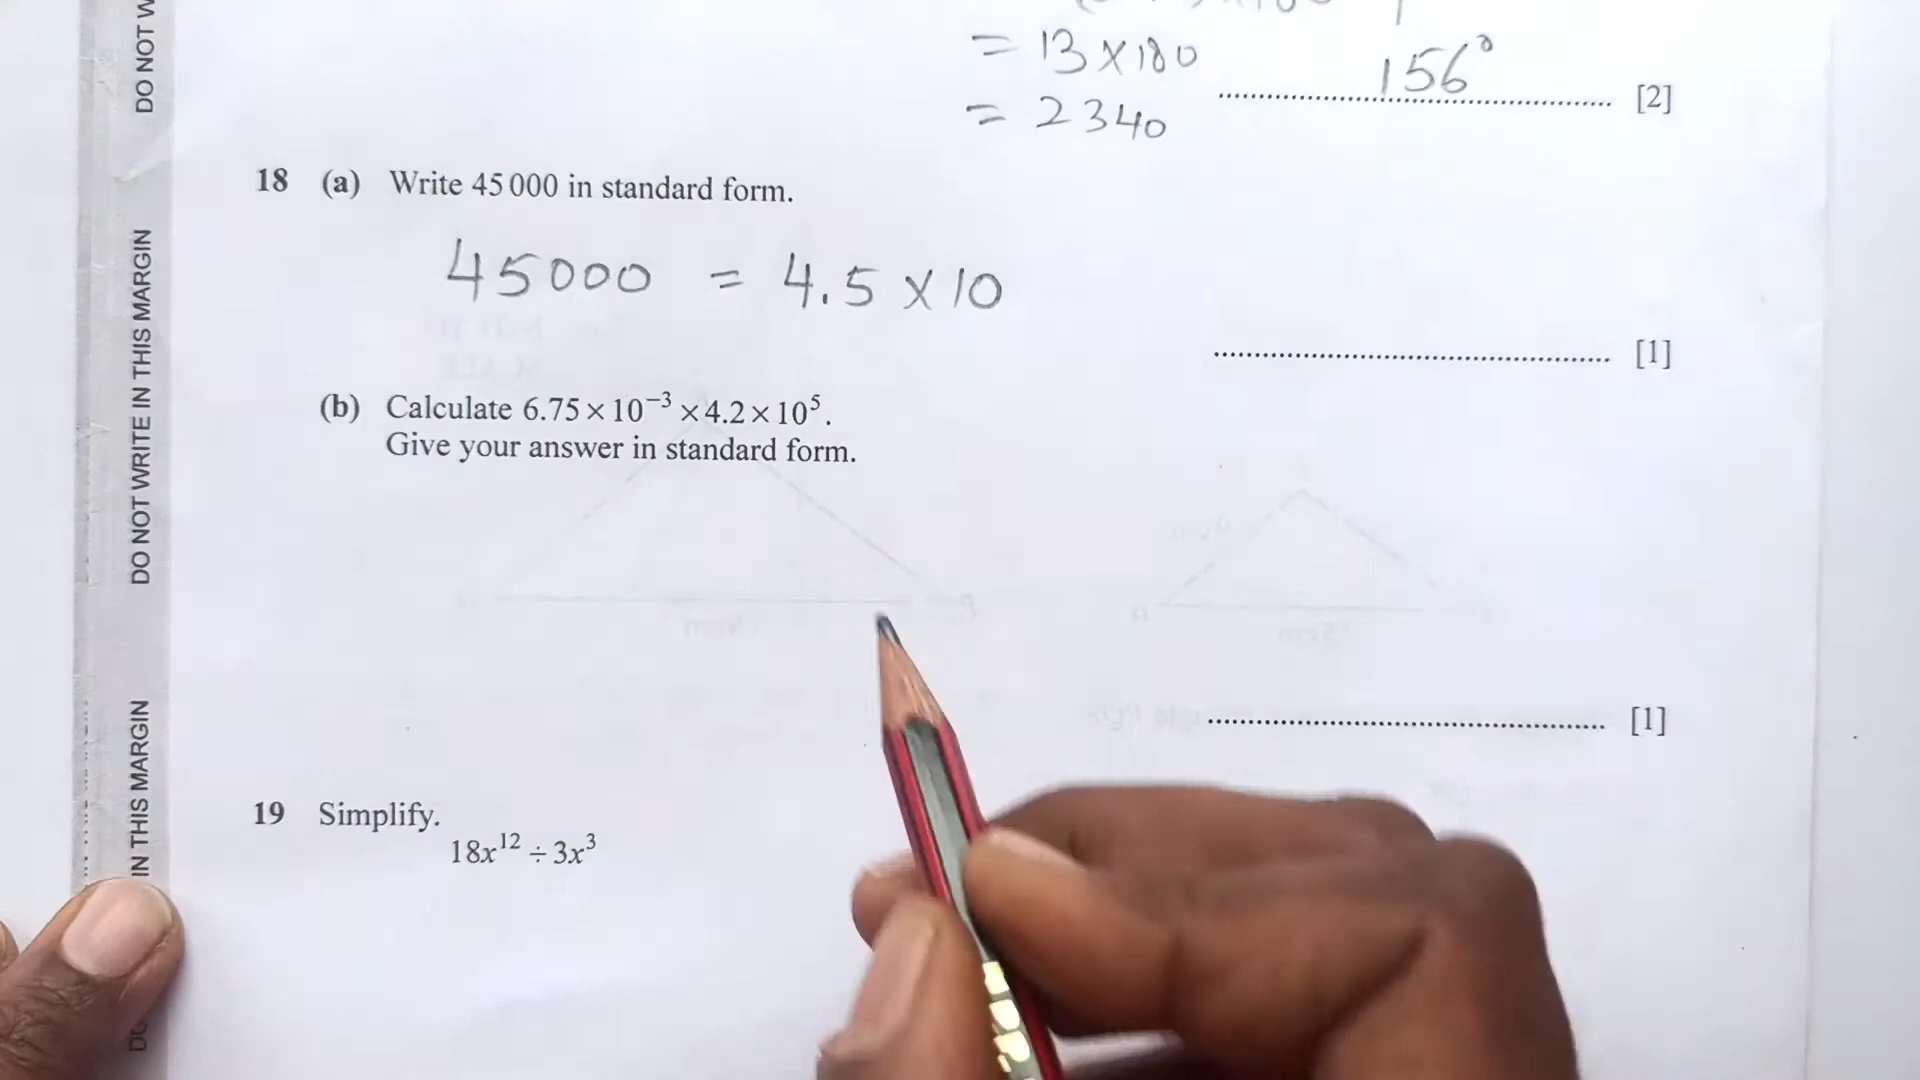 DO NOT W
= 13 × 180
156° [2]
= 2340
18 (a) Write 45 000 in standard form.
45000 = 4.5 × 10
[1]
DO NOT WRITE IN THIS MARGIN
(b) Calculate 6.75 × 10⁻³ × 4.2 × 10⁵.
Give your answer in standard form.
[1]
IN THIS MARGIN
19 Simplify.
18x¹² ÷ 3x³